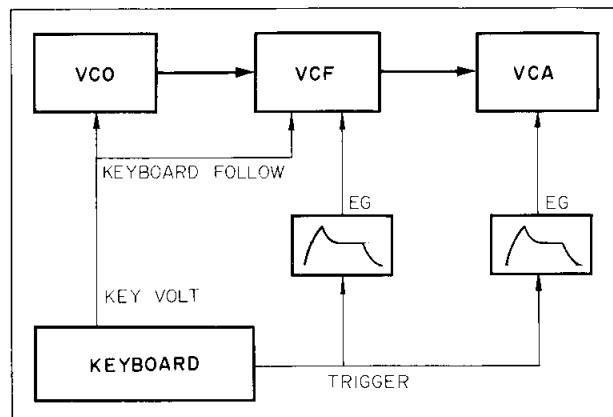 VCO
VCF
VCA
KEYBOARD FOLLOW
EG
EG
KEY VOLT
KEYBOARD
TRIGGER